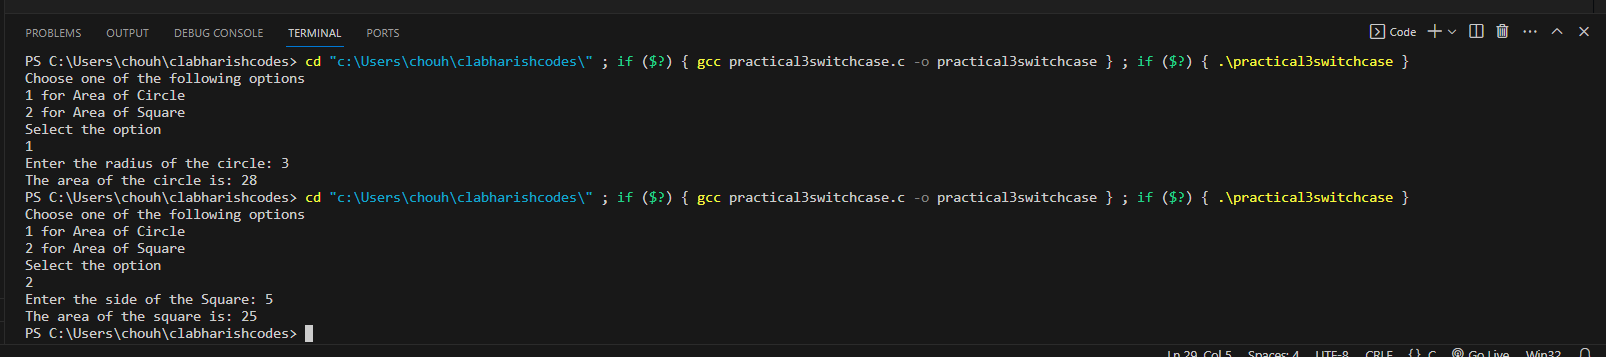 PROBLEMS OUTPUT DEBUG CONSOLE TERMINAL PORTS Code
PS C:\Users\chouh\clabharishcodes> cd "c:\Users\chouh\clabharishcodes\" ; if ($?) { gcc practical3switchcase.c -o practical3switchcase } ; if ($?) { .\practical3switchcase }
Choose one of the following options
1 for Area of Circle
2 for Area of Square
Select the option
1
Enter the radius of the circle: 3
The area of the circle is: 28
PS C:\Users\chouh\clabharishcodes> cd "c:\Users\chouh\clabharishcodes\" ; if ($?) { gcc practical3switchcase.c -o practical3switchcase } ; if ($?) { .\practical3switchcase }
Choose one of the following options
1 for Area of Circle
2 for Area of Square
Select the option
2
Enter the side of the Square: 5
The area of the square is: 25
PS C:\Users\chouh\clabharishcodes>
Ln 29, Col 5 Spaces: 4 UTF-8 CRLF {} C Go Live Win32